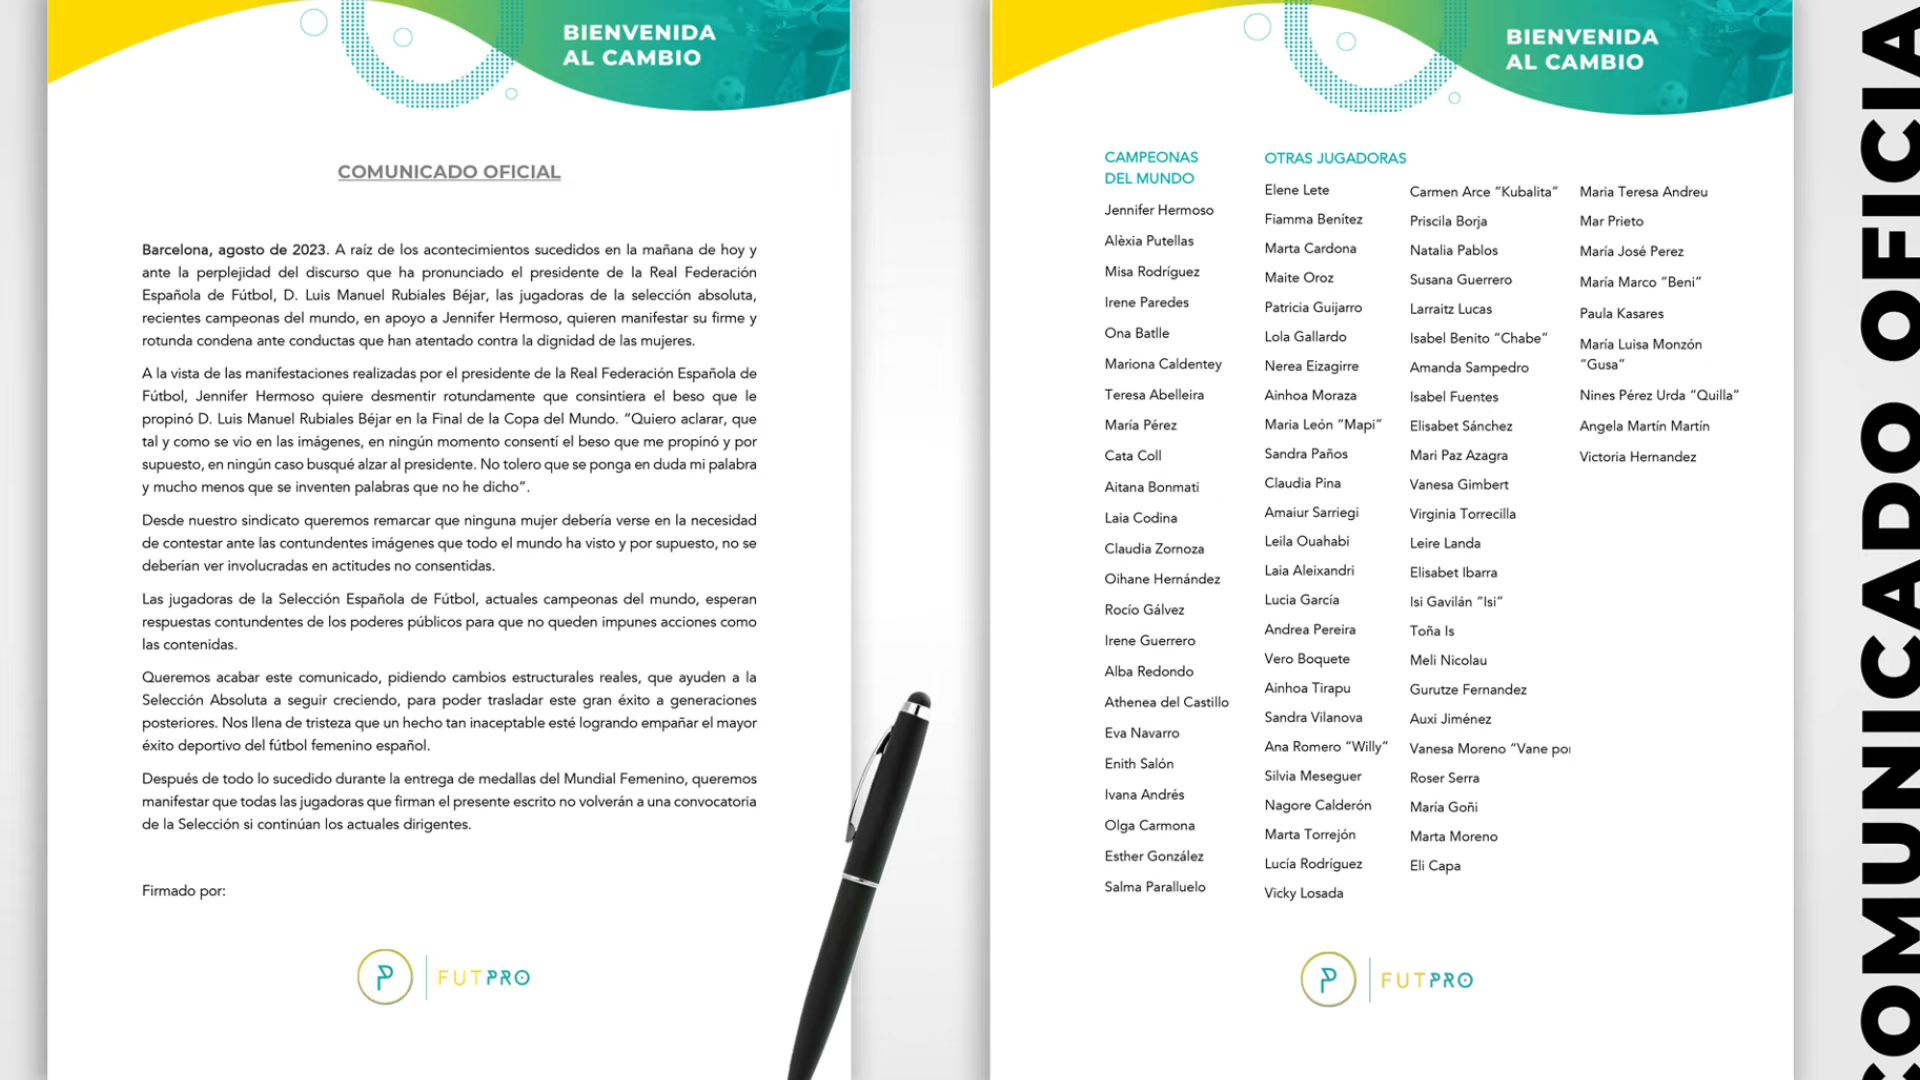 BIENVENIDA
AL CAMBIO
COMUNICADO OFICIAL
Barcelona, agosto de 2023. A raíz de los acontecimientos sucedidos en la mañana de hoy y
ante la perplejidad del discurso que ha pronunciado el presidente de la Real Federación
Española de Fútbol, D. Luis Manuel Rubiales Béjar, las jugadoras de la selección absoluta,
recientes campeonas del mundo, en apoyo a Jennifer Hermoso, quieren manifestar su firme y
rotunda condena ante conductas que han atentado contra la dignidad de las mujeres.
A la vista de las manifestaciones realizadas por el presidente de la Real Federación Española de
Fútbol, Jennifer Hermoso quiere desmentir rotundamente que consintiera el beso que le
propinó D. Luis Manuel Rubiales Béjar en la Final de la Copa del Mundo. “Quiero aclarar, que
tal y como se vio en las imágenes, en ningún momento consentí el beso que me propinó y por
supuesto, en ningún caso busqué alzar al presidente. No tolero que se ponga en duda mi palabra
y mucho menos que se inventen palabras que no he dicho”.
Desde nuestro sindicato queremos remarcar que ninguna mujer debería verse en la necesidad
de contestar ante las contundentes imágenes que todo el mundo ha visto y por supuesto, no se
deberían ver involucradas en actitudes no consentidas.
Las jugadoras de la Selección Española de Fútbol, actuales campeonas del mundo, esperan
respuestas contundentes de los poderes públicos para que no queden impunes acciones como
las contenidas.
Queremos acabar este comunicado, pidiendo cambios estructurales reales, que ayuden a la
Selección Absoluta a seguir creciendo, para poder trasladar este gran éxito a generaciones
posteriores. Nos llena de tristeza que un hecho tan inaceptable esté logrando empañar el mayor
éxito deportivo del fútbol femenino español.
Después de todo lo sucedido durante la entrega de medallas del Mundial Femenino, queremos
manifestar que todas las jugadoras que firman el presente escrito no volverán a una convocatoria
de la Selección si continúan los actuales dirigentes.
Firmado por:
FUTPRO
BIENVENIDA
AL CAMBIO
CAMPEONAS
DEL MUNDO
Jennifer Hermoso
Alèxia Putellas
Misa Rodríguez
Irene Paredes
Ona Batlle
Mariona Caldentey
Teresa Abelleira
María Pérez
Cata Coll
Aitana Bonmati
Laia Codina
Claudia Zornoza
Oihane Hernández
Rocío Gálvez
Irene Guerrero
Alba Redondo
Athenea del Castillo
Eva Navarro
Enith Salón
Ivana Andrés
Olga Carmona
Esther González
Salma Paralluelo
OTRAS JUGADORAS
Elene Lete
Fiamma Benítez
Marta Cardona
Maite Oroz
Patricia Guijarro
Lola Gallardo
Nerea Eizagirre
Ainhoa Moraza
Maria León “Mapi”
Sandra Paños
Claudia Pina
Amaiur Sarriegi
Leila Ouahabi
Laia Aleixandri
Lucia García
Andrea Pereira
Vero Boquete
Ainhoa Tirapu
Sandra Vilanova
Ana Romero “Willy”
Silvia Meseguer
Nagore Calderón
Marta Torrejón
Lucía Rodríguez
Vicky Losada
Carmen Arce “Kubalita”
Priscila Borja
Natalia Pablos
Susana Guerrero
Larraitz Lucas
Isabel Benito “Chabe”
Amanda Sampedro
Isabel Fuentes
Elisabet Sánchez
Mari Paz Azagra
Vanesa Gimbert
Virginia Torrecilla
Leire Landa
Elisabet Ibarra
Isi Gavilán “Isi”
Toña Is
Meli Nicolau
Gurutze Fernandez
Auxi Jiménez
Vanesa Moreno “Vane por
Roser Serra
María Goñi
Marta Moreno
Eli Capa
Maria Teresa Andreu
Mar Prieto
María José Perez
María Marco “Beni”
Paula Kasares
María Luisa Monzón
“Gusa”
Nines Pérez Urda “Quilla”
Angela Martín Martín
Victoria Hernandez
FUTPRO
COMUNICADO OFICIA